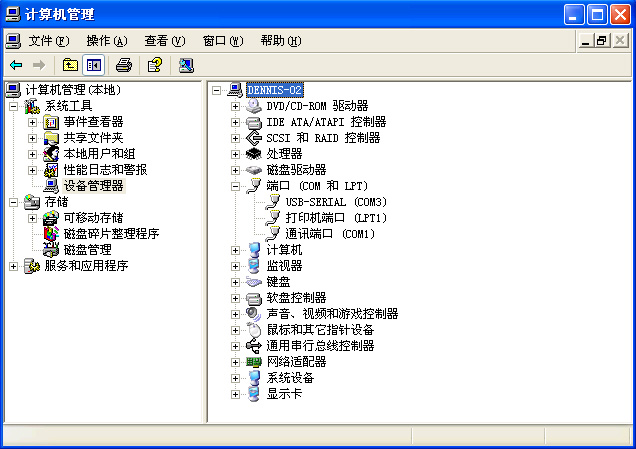 计算机管理
文件(F) 操作(A) 查看(V) 窗口(W) 帮助(H)
计算机管理(本地)
系统工具
事件查看器
共享文件夹
本地用户和组
性能日志和警报
设备管理器
存储
可移动存储
磁盘碎片整理程序
磁盘管理
服务和应用程序
DENNIS-02
DVD/CD-ROM 驱动器
IDE ATA/ATAPI 控制器
SCSI 和 RAID 控制器
处理器
磁盘驱动器
端口 (COM 和 LPT)
USB-SERIAL (COM3)
打印机端口 (LPT1)
通讯端口 (COM1)
计算机
监视器
键盘
软盘控制器
声音、视频和游戏控制器
鼠标和其它指针设备
通用串行总线控制器
网络适配器
系统设备
显示卡